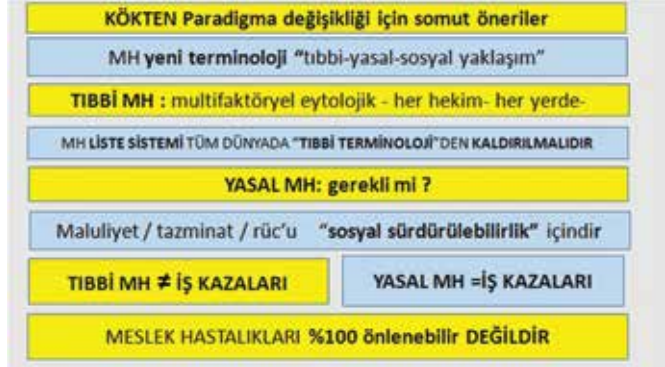 KÖKTEN Paradigma değişikliği için somut öneriler
MH yeni terminoloji “tıbbi-yasal-sosyal yaklaşım”
TIBBİ MH : multifaktöryel eytolojik - her hekim- her yerde-
MH LİSTE SİSTEMİ TÜM DÜNYADA “TIBBİ TERMİNOLOJİ”DEN KALDIRILMALIDIR
YASAL MH: gerekli mi ?
Maluliyet / tazminat / rüc’u “sosyal sürdürülebilirlik” içindir
TIBBİ MH ≠ İŞ KAZALARI
YASAL MH =İŞ KAZALARI
MESLEK HASTALIKLARI %100 önlenebilir DEĞİLDİR